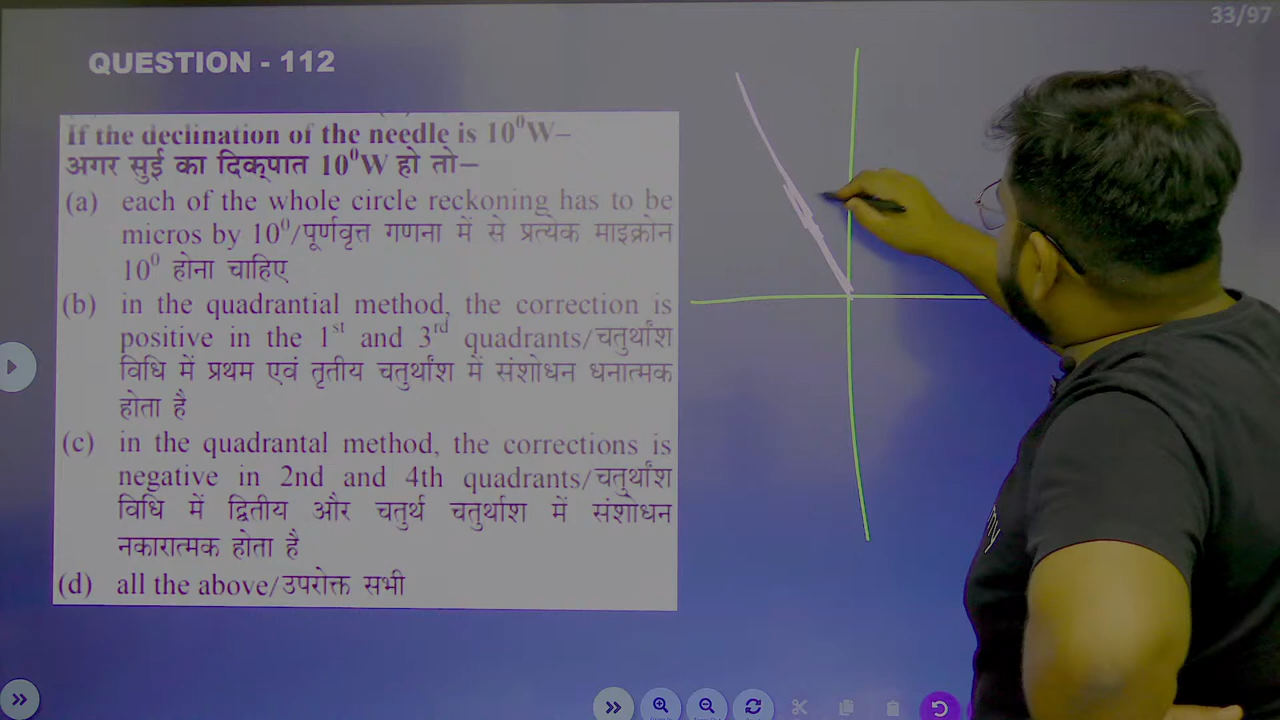 33/97
QUESTION - 112
If the declination of the needle is 10⁰W–
अगर सुई का दिक्पात 10⁰W हो तो–
(a) each of the whole circle reckoning has to be
micros by 10⁰/पूर्णवृत्त गणना में से प्रत्येक माइक्रोन
10⁰ होना चाहिए
(b) in the quadrantial method, the correction is
positive in the 1st and 3rd quadrants/चतुर्थांश
विधि में प्रथम एवं तृतीय चतुर्थांश में संशोधन धनात्मक
होता है
(c) in the quadrantal method, the corrections is
negative in 2nd and 4th quadrants/चतुर्थांश
विधि में द्वितीय और चतुर्थ चतुर्थाश में संशोधन
नकारात्मक होता है
(d) all the above/उपरोक्त सभी